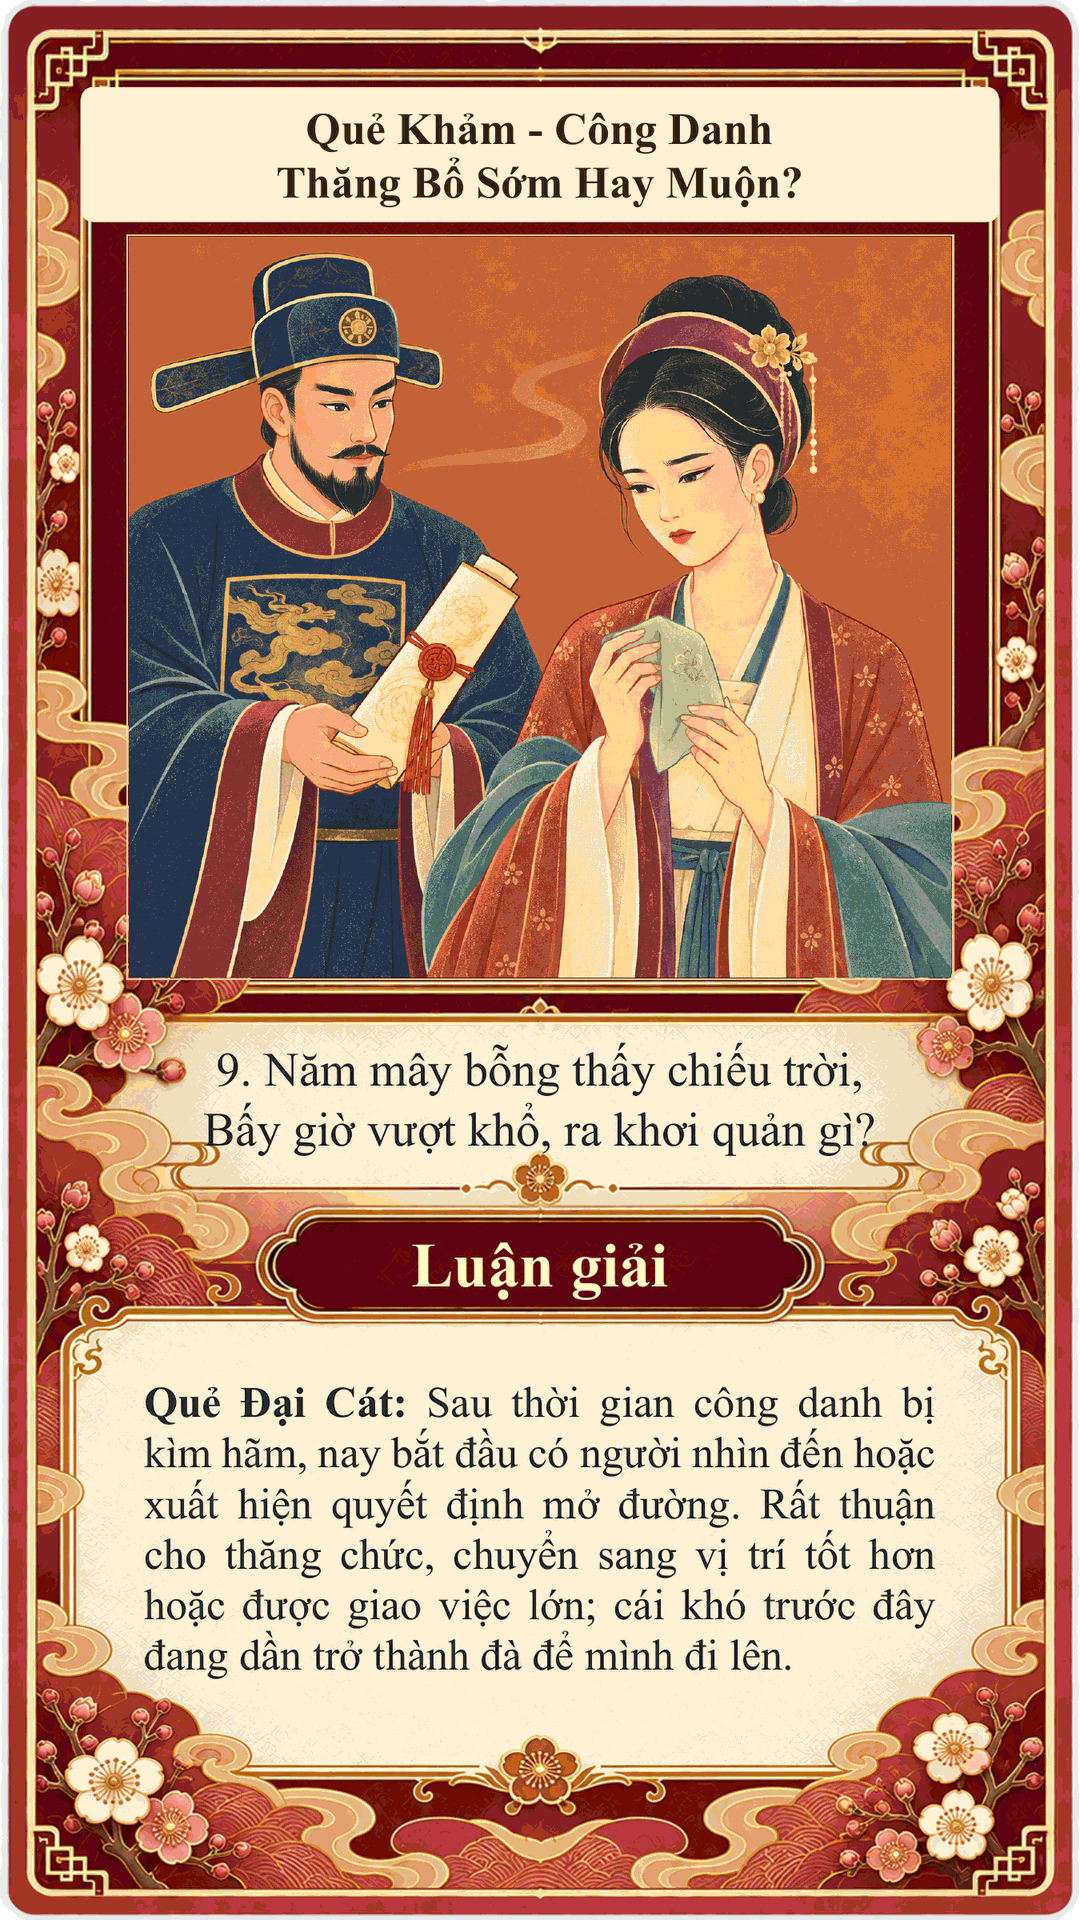 Quẻ Khảm - Công Danh
Thăng Bổ Sớm Hay Muộn?
9. Năm mây bỗng thấy chiếu trời,
Bấy giờ vượt khổ, ra khơi quản gì?
Luận giải
Quẻ Đại Cát: Sau thời gian công danh bị
kìm hãm, nay bắt đầu có người nhìn đến hoặc
xuất hiện quyết định mở đường. Rất thuận
cho thăng chức, chuyển sang vị trí tốt hơn
hoặc được giao việc lớn; cái khó trước đây
đang dần trở thành đà để mình đi lên.